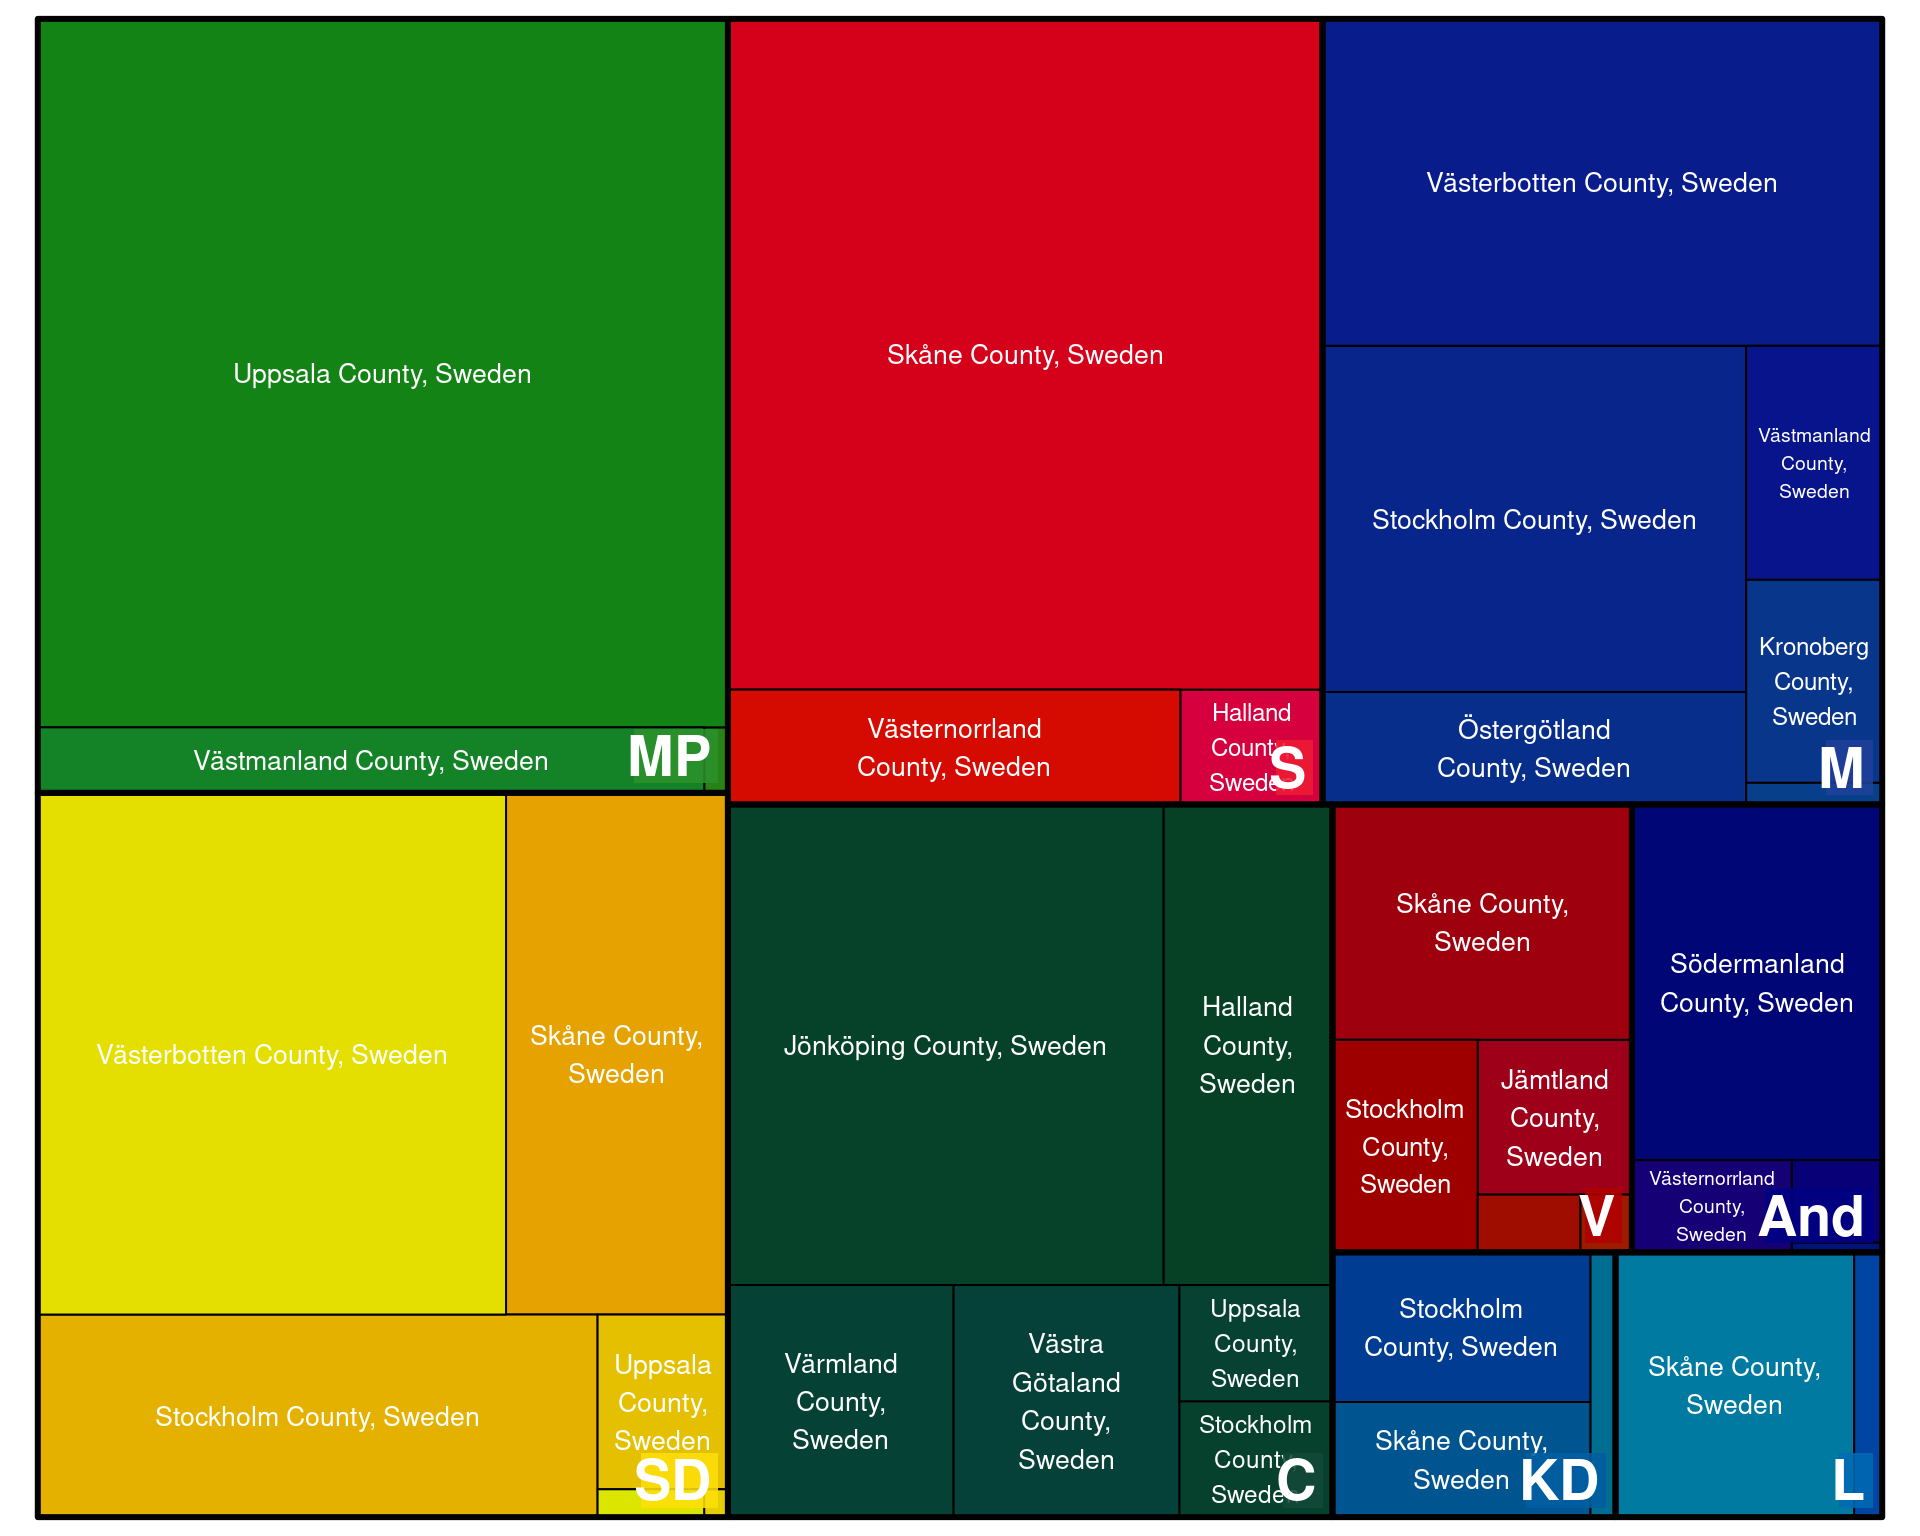 Uppsala County, Sweden
Västmanland County, Sweden
MP
Skåne County, Sweden
Västernorrland
County, Sweden
Halland
County,
Sweden
S
Västerbotten County, Sweden
Stockholm County, Sweden
Västmanland
County,
Sweden
Kronoberg
County,
Sweden
Östergötland
County, Sweden
M
Västerbotten County, Sweden
Skåne County,
Sweden
Stockholm County, Sweden
Uppsala
County,
Sweden
SD
Jönköping County, Sweden
Halland
County,
Sweden
Värmland
County,
Sweden
Västra
Götaland
County,
Sweden
Uppsala
County,
Sweden
Stockholm
County,
Sweden
C
Skåne County,
Sweden
Stockholm
County,
Sweden
Jämtland
County,
Sweden
V
Södermanland
County, Sweden
Västernorrland
County,
Sweden
And
Stockholm
County, Sweden
Skåne County,
Sweden
KD
Skåne County,
Sweden
L